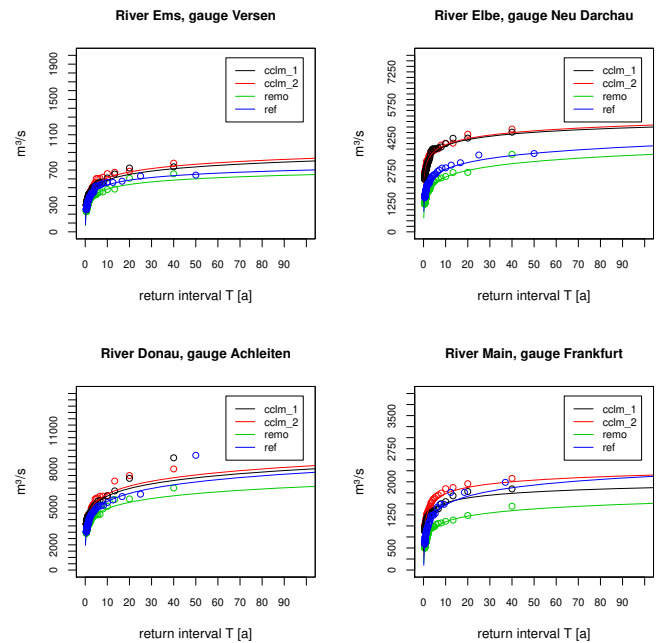 River Ems, gauge Versen
River Elbe, gauge Neu Darchau
m³/s
300 700 1100 1500 1900
0
cclm_1
cclm_2
remo
ref
0 10 20 30 40 50 60 70 80 90
return interval T [a]
m³/s
0 1250 2750 4250 5750 7250
cclm_1
cclm_2
remo
ref
0 10 20 30 40 50 60 70 80 90
return interval T [a]
River Donau, gauge Achleiten
River Main, gauge Frankfurt
m³/s
0 2000 5000 8000 11000
cclm_1
cclm_2
remo
ref
0 10 20 30 40 50 60 70 80 90
return interval T [a]
m³/s
0 500 1250 2000 2750 3500
cclm_1
cclm_2
remo
ref
0 10 20 30 40 50 60 70 80 90
return interval T [a]